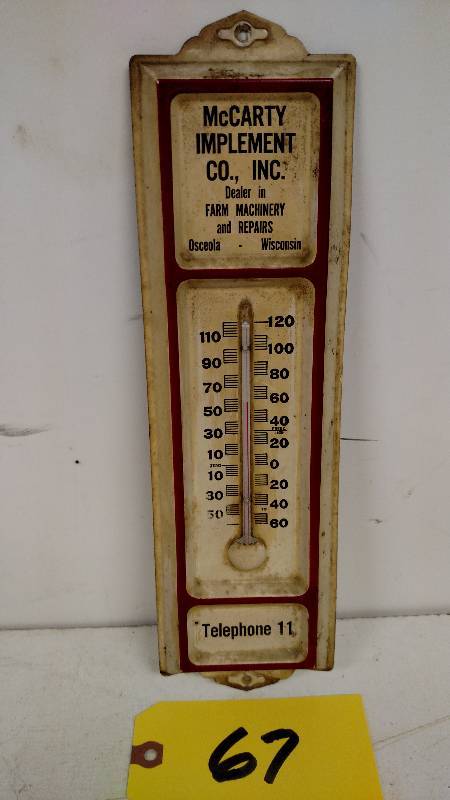 McCARTY
IMPLEMENT
CO., INC.
Dealer in
FARM MACHINERY
and REPAIRS
Osceola - Wisconsin
120
110
100
90
80
70
60
50
40
30
20
10
0
10
20
30
40
50
60
Telephone 11
67